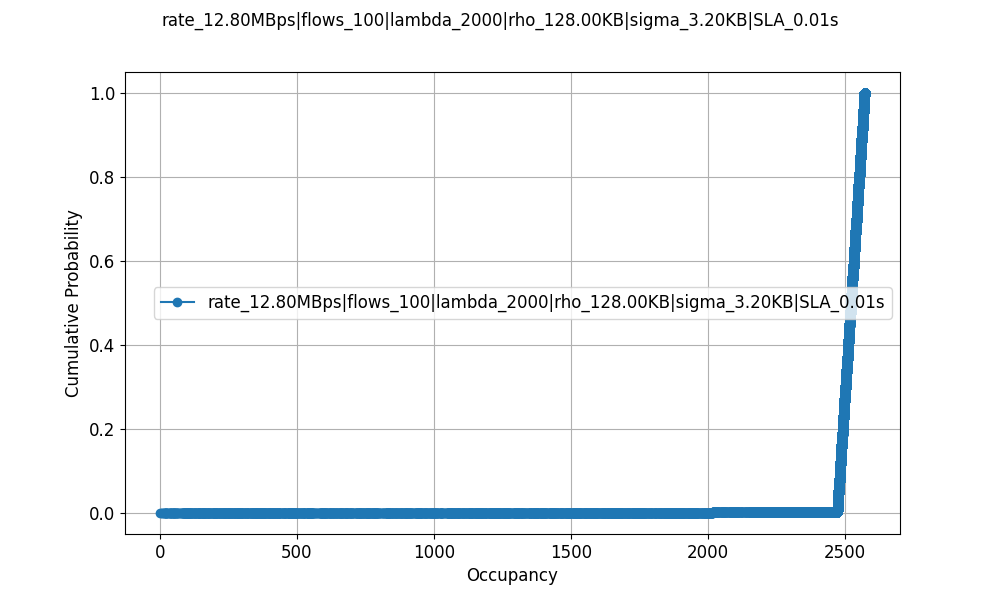 rate_12.80MBps|flows_100|lambda_2000|rho_128.00KB|sigma_3.20KB|SLA_0.01s
1.0
0.8
0.6
0.4
0.2
0.0
Cumulative Probability
rate_12.80MBps|flows_100|lambda_2000|rho_128.00KB|sigma_3.20KB|SLA_0.01s
0 500 1000 1500 2000 2500
Occupancy